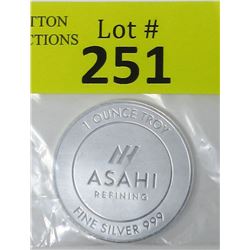 TTON
CTIONS
Lot #
251
1 OUNCE TROY
ASAHI
REFINING
FINE SILVER 999